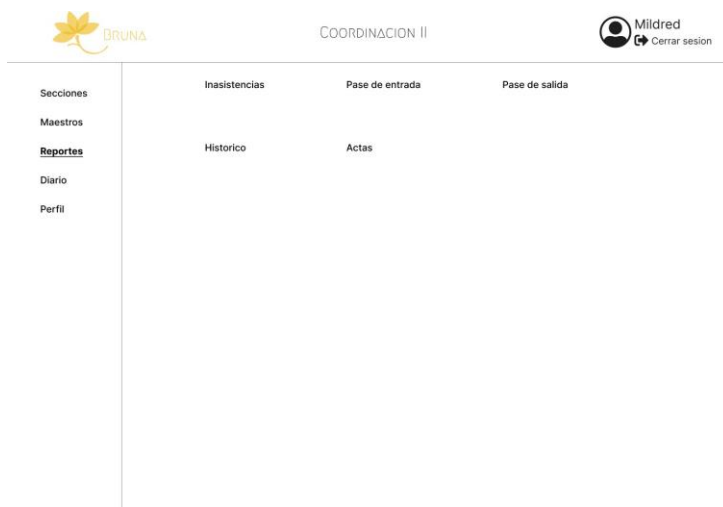 BRUNA
COORDINACION II
Mildred
Cerrar sesion
Secciones
Maestros
Reportes
Diario
Perfil
Inasistencias
Pase de entrada
Pase de salida
Historico
Actas